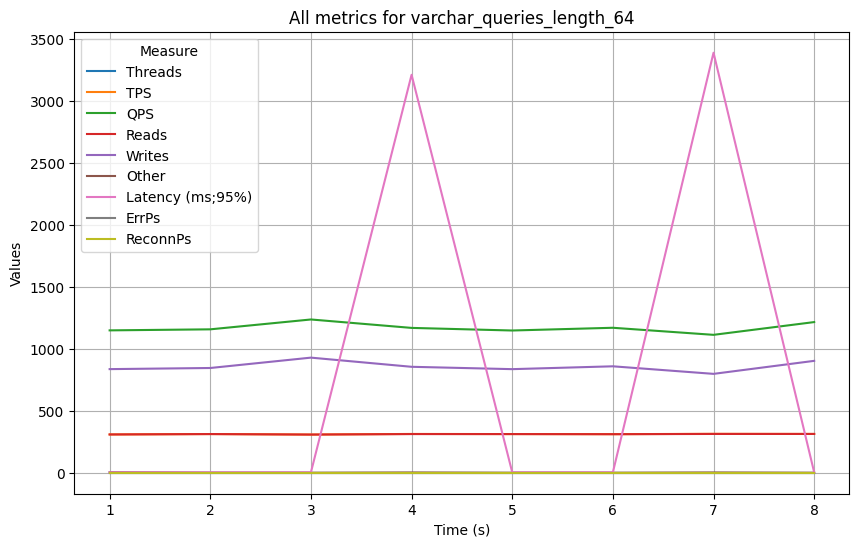 All metrics for varchar_queries_length_64
Measure
Threads
TPS
QPS
Reads
Writes
Other
Latency (ms;95%)
ErrPs
ReconnPs
Values
3500
3000
2500
2000
1500
1000
500
0
1 2 3 4 5 6 7 8
Time (s)